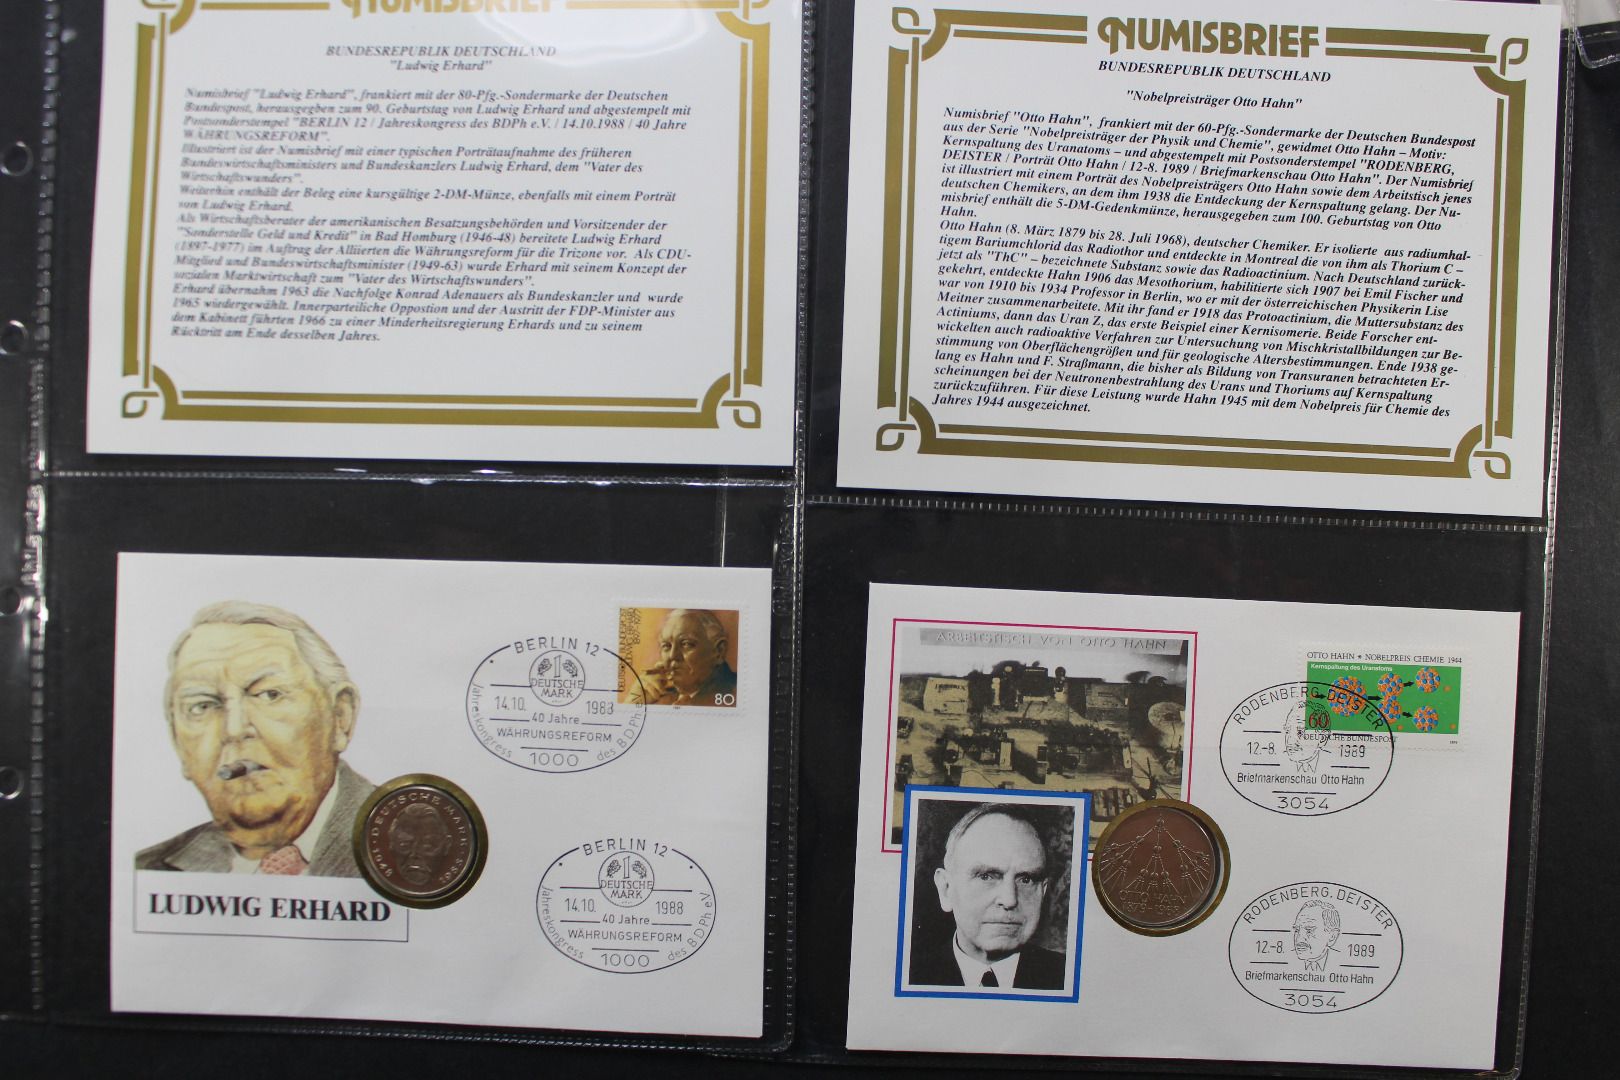 NUMISBRIEF
BUNDESREPUBLIK DEUTSCHLAND
"Ludwig Erhard"
Numisbrief "Ludwig Erhard", frankiert mit der 80-Pfg.-Sondermarke der Deutschen
Bundespost, herausgegeben zum 90. Geburtstag von Ludwig Erhard und abgestempelt mit
Postsonderstempel "BERLIN 12 / Jahreskongress des BDPh e.V. / 14.10.1988 / 40 Jahre
WÄHRUNGSREFORM".
Illustriert ist der Numisbrief mit einer typischen Porträtaufnahme des früheren
Bundeswirtschaftsministers und Bundeskanzlers Ludwig Erhard, dem "Vater des
Wirtschaftswunders".
Weiterhin enthält der Beleg eine kursgültige 2-DM-Münze, ebenfalls mit einem Porträt
von Ludwig Erhard.
Als Wirtschaftsberater der amerikanischen Besatzungsbehörden und Vorsitzender der
"Sonderstelle Geld und Kredit" in Bad Homburg (1946-48) bereitete Ludwig Erhard
(1897-1977) im Auftrag der Alliierten die Währungsreform für die Trizone vor. Als CDU-
Mitglied und Bundeswirtschaftsminister (1949-63) wurde Erhard mit seinem Konzept der
sozialen Marktwirtschaft zum "Vater des Wirtschaftswunders".
Erhard übernahm 1963 die Nachfolge Konrad Adenauers als Bundeskanzler und wurde
1965 wiedergewählt. Innerparteiliche Oppostion und der Austritt der FDP-Minister aus
dem Kabinett führten 1966 zu einer Minderheitsregierung Erhards und zu seinem
Rücktritt am Ende desselben Jahres.
NUMISBRIEF
BUNDESREPUBLIK DEUTSCHLAND
"Nobelpreisträger Otto Hahn"
Numisbrief "Otto Hahn", frankiert mit der 60-Pfg.-Sondermarke der Deutschen Bundespost
aus der Serie "Nobelpreisträger der Physik und Chemie", gewidmet Otto Hahn – Motiv:
Kernspaltung des Uranatoms – und abgestempelt mit Postsonderstempel "RODENBERG,
DEISTER / Porträt Otto Hahn / 12-8. 1989 / Briefmarkenschau Otto Hahn". Der Numisbrief
ist illustriert mit einem Porträt des Nobelpreisträgers Otto Hahn sowie dem Arbeitstisch jenes
deutschen Chemikers, an dem ihm 1938 die Entdeckung der Kernspaltung gelang. Der Nu-
misbrief enthält die 5-DM-Gedenkmünze, herausgegeben zum 100. Geburtstag von Otto
Hahn.
Otto Hahn (8. März 1879 bis 28. Juli 1968), deutscher Chemiker. Er isolierte aus radiumhal-
tigem Bariumchlorid das Radiothor und entdeckte in Montreal die von ihm als Thorium C –
jetzt als "ThC" – bezeichnete Substanz sowie das Radioactinium. Nach Deutschland zurück-
gekehrt, entdeckte Hahn 1906 das Mesothorium, habilitierte sich 1907 bei Emil Fischer und
war von 1910 bis 1934 Professor in Berlin, wo er mit der österreichischen Physikerin Lise
Meitner zusammenarbeitete. Mit ihr fand er 1918 das Protoactinium, die Muttersubstanz des
Actiniums, dann das Uran Z, das erste Beispiel einer Kernisomerie. Beide Forscher ent-
wickelten auch radioaktive Verfahren zur Untersuchung von Mischkristallbildungen zur Be-
stimmung von Oberflächengrößen und für geologische Altersbestimmungen. Ende 1938 ge-
lang es Hahn und F. Straßmann, die bisher als Bildung von Transuranen betrachteten Er-
scheinungen bei der Neutronenbestrahlung des Urans und Thoriums auf Kernspaltung
zurückzuführen. Für diese Leistung wurde Hahn 1945 mit dem Nobelpreis für Chemie des
Jahres 1944 ausgezeichnet.
BERLIN 12
1
DEUTSCHE
MARK
14.10. 1988
40 Jahre
WÄHRUNGSREFORM
Jahreskongress 1000 des BDPh eV
80
DEUTSCHE MARK
1948 1988
LUDWIG ERHARD
BERLIN 12
1
DEUTSCHE
MARK
14.10. 1988
40 Jahre
WÄHRUNGSREFORM
Jahreskongress 1000 des BDPh eV
ARBEITSTISCH VON OTTO HAHN
OTTO HAHN * NOBELPREIS CHEMIE 1944
Kernspaltung des Uranatoms
60
DEUTSCHE BUNDESPOST
1979
RODENBERG, DEISTER
12.-8. 1989
Briefmarkenschau Otto Hahn
3054
OTTO HAHN
1879-1968
RODENBERG, DEISTER
12.-8. 1989
Briefmarkenschau Otto Hahn
3054